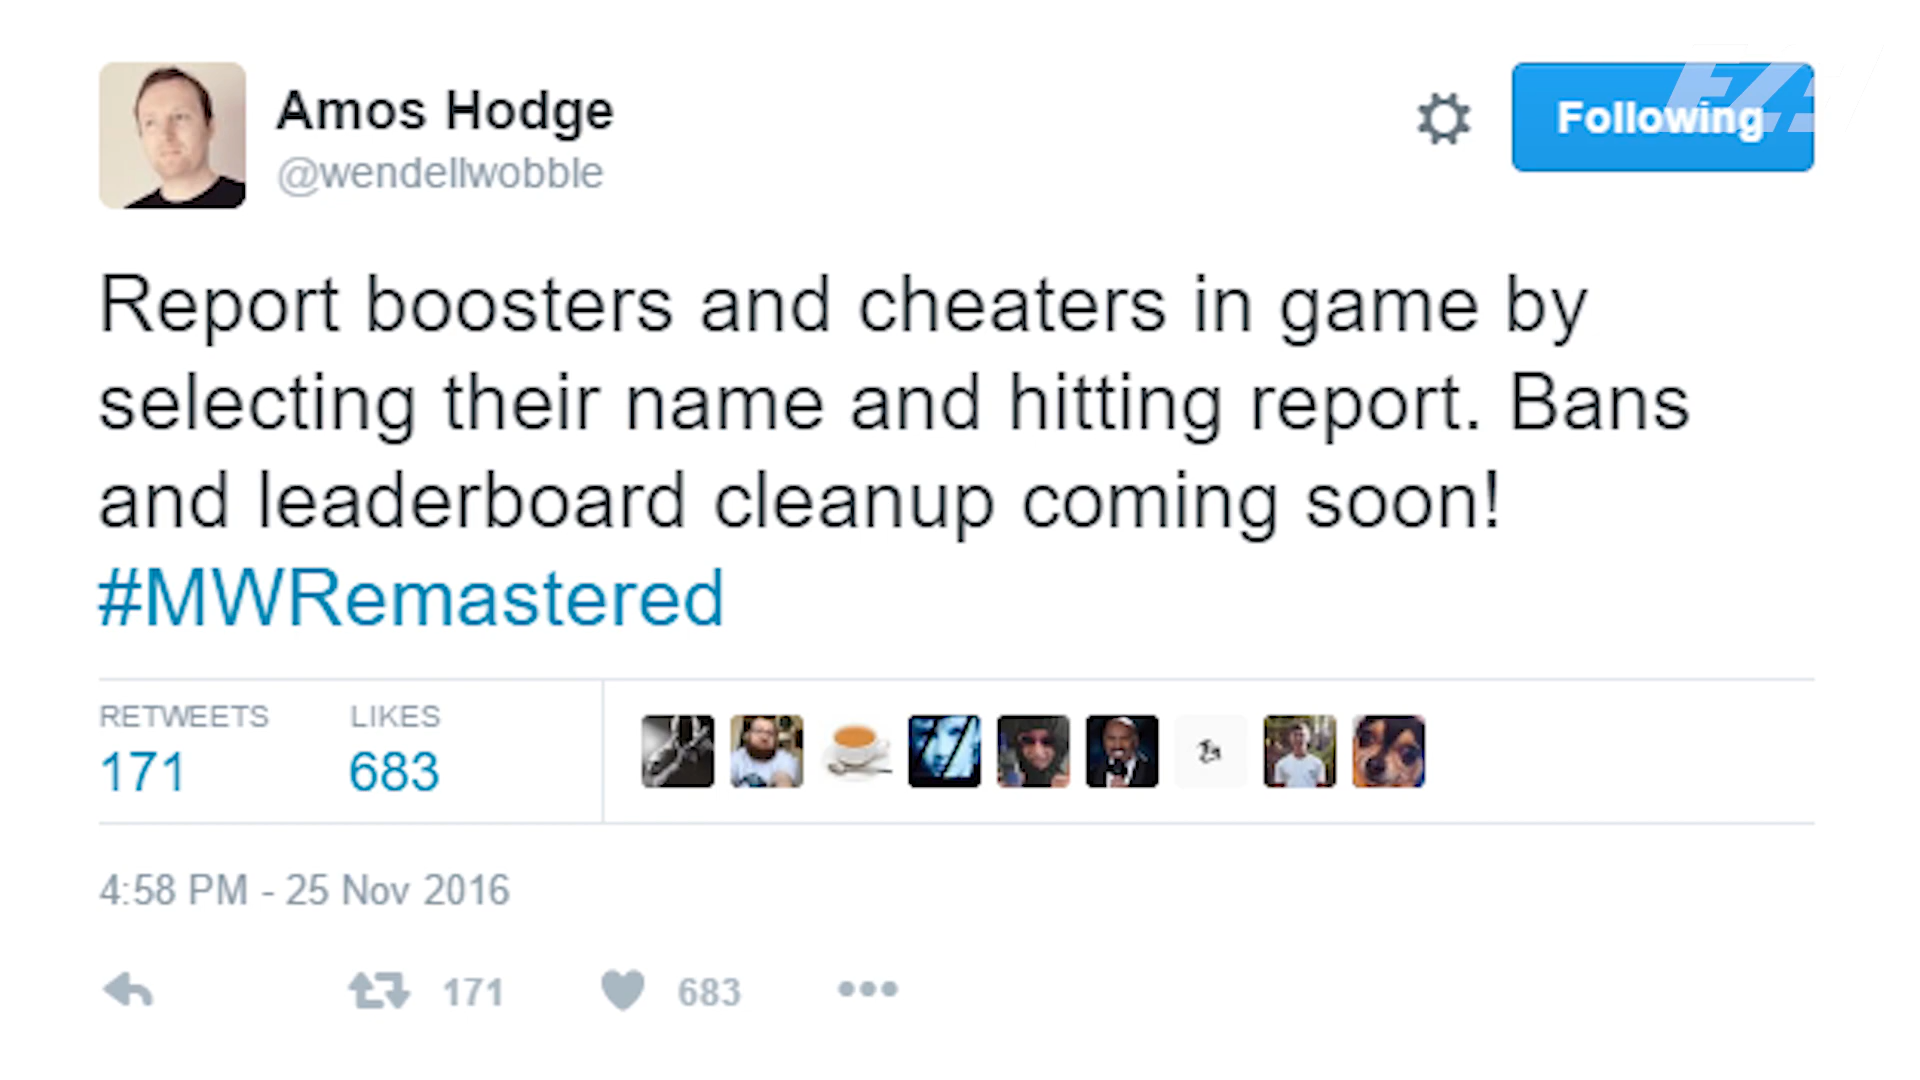 Amos Hodge
@wendellwobble
Following
Report boosters and cheaters in game by
selecting their name and hitting report. Bans
and leaderboard cleanup coming soon!
#MWRemastered
RETWEETS LIKES
171 683
4:58 PM - 25 Nov 2016
171 683